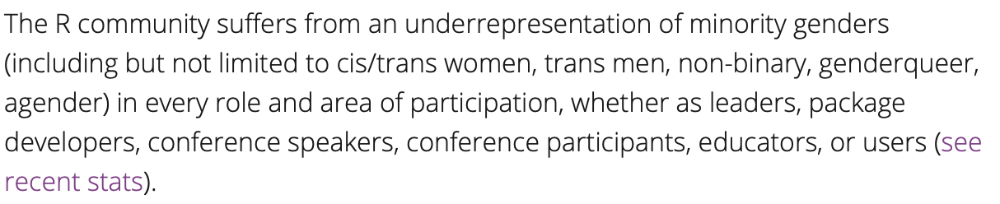 The R community suffers from an underrepresentation of minority genders
(including but not limited to cis/trans women, trans men, non-binary, genderqueer,
agender) in every role and area of participation, whether as leaders, package
developers, conference speakers, conference participants, educators, or users (see
recent stats).